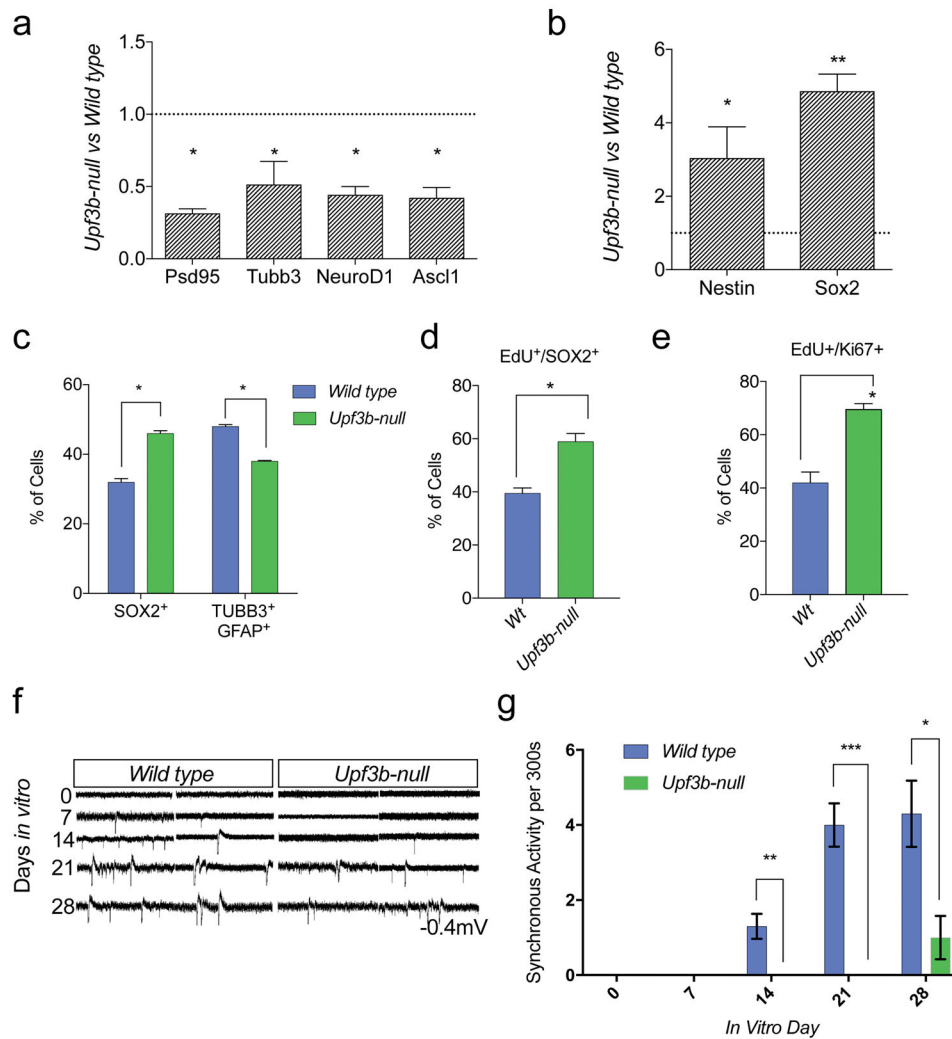 a
Upf3b-null vs Wild type
1.5
1.0
0.5
0.0
* * * *
Psd95 Tubb3 NeuroD1 Ascl1
b
Upf3b-null vs Wild type
6
4
2
0
* **
Nestin Sox2
c
% of Cells
60
40
20
0
* *
Wild type
Upf3b-null
SOX2⁺ TUBB3⁺
GFAP⁺
d
EdU⁺/SOX2⁺
% of Cells
80
60
40
20
0
*
Wt Upf3b-null
e
EdU+/Ki67+
% of Cells
80
60
40
20
0
*
Wt Upf3b-null
f
Wild type Upf3b-null
Days in vitro
0
7
14
21
28
-0.4mV
g
Synchronous Activity per 300s
6
4
2
0
Wild type
Upf3b-null
** *** *
0 7 14 21 28
In Vitro Day